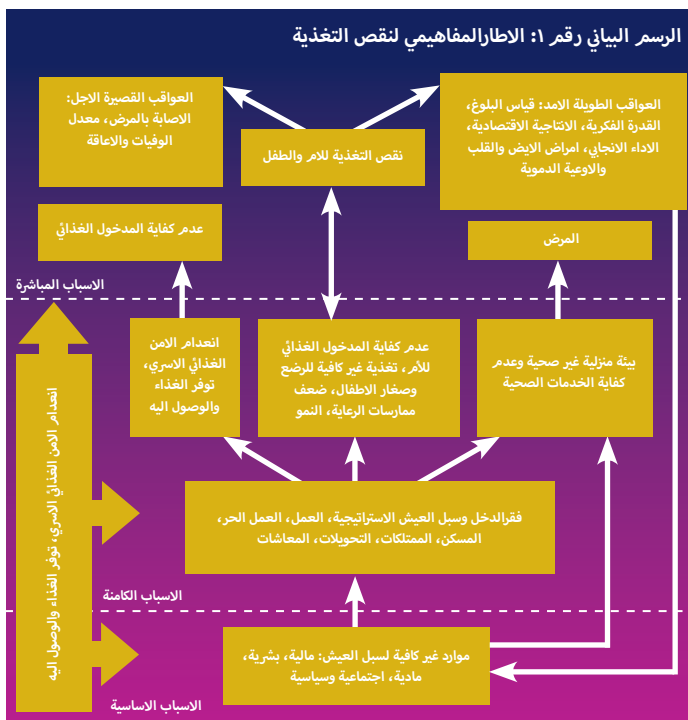 الرسم البياني رقم ١: الاطارالمفاهيمي لنقص التغذية
العواقب الطويلة الامد: قياس البلوغ،
القدرة الفكرية، الانتاجية الاقتصادية،
الاداء الانجابي، امراض الايض والقلب
والاوعية الدموية
نقص التغذية للام والطفل
العواقب القصيرة الاجل:
الاصابة بالمرض، معدل
الوفيات والاعاقة
المرض
عدم كفاية المدخول الغذائي
الاسباب المباشرة
بيئة منزلية غير صحية وعدم
كفاية الخدمات الصحية
عدم كفاية المدخول الغذائي
للأم، تغذية غير كافية للرضع
وصغار الاطفال، ضعف
ممارسات الرعاية، النمو
انعدام الامن
الغذائي الاسري،
توفر الغذاء
والوصول اليه
انعدام الامن الغذائي الاسري، توفر الغذاء والوصول اليه
فقرالدخل وسبل العيش الاستراتيجية، العمل، العمل الحر،
المسكن، الممتلكات، التحويلات، المعاشات
الاسباب الكامنة
موارد غير كافية لسبل العيش: مالية، بشرية،
مادية، اجتماعية وسياسية
الاسباب الاساسية